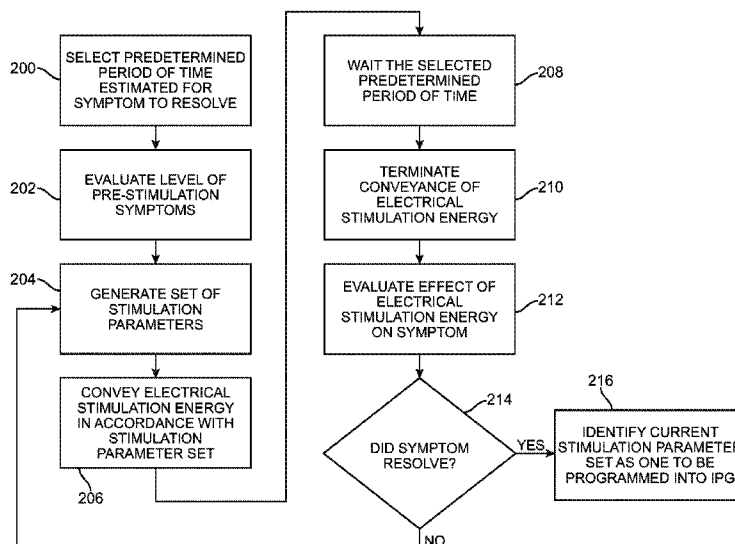 200
SELECT PREDETERMINED
PERIOD OF TIME
ESTIMATED FOR
SYMPTOM TO RESOLVE
202
EVALUATE LEVEL OF
PRE-STIMULATION
SYMPTOMS
204
GENERATE SET OF
STIMULATION
PARAMETERS
CONVEY ELECTRICAL
STIMULATION ENERGY
IN ACCORDANCE WITH
STIMULATION
PARAMETER SET
206
WAIT THE SELECTED
PREDETERMINED
PERIOD OF TIME
208
TERMINATE
CONVEYANCE OF
ELECTRICAL
STIMULATION ENERGY
210
EVALUATE EFFECT OF
ELECTRICAL
STIMULATION ENERGY
ON SYMPTOM
212
DID SYMPTOM
RESOLVE?
214
YES
NO
216
IDENTIFY CURRENT
STIMULATION PARAMETER
SET AS ONE TO BE
PROGRAMMED INTO IPG